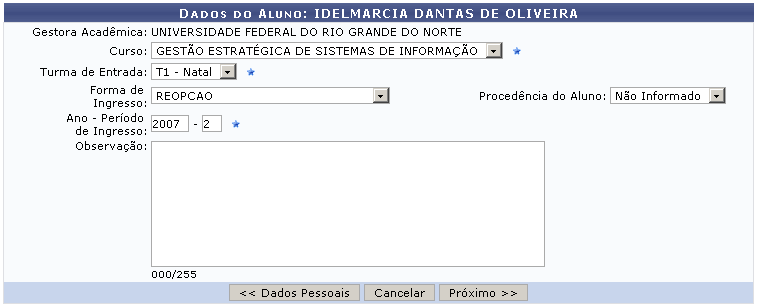 DADOS DO ALUNO: IDELMARCIA DANTAS DE OLIVEIRA
Gestora Acadêmica: UNIVERSIDADE FEDERAL DO RIO GRANDE DO NORTE
Curso: GESTÃO ESTRATÉGICA DE SISTEMAS DE INFORMAÇÃO
Turma de Entrada: T1 - Natal
Forma de Ingresso: REOPCAO Procedência do Aluno: Não Informado
Ano - Período de Ingresso: 2007 - 2
Observação:
000/255
<< Dados Pessoais Cancelar Próximo >>